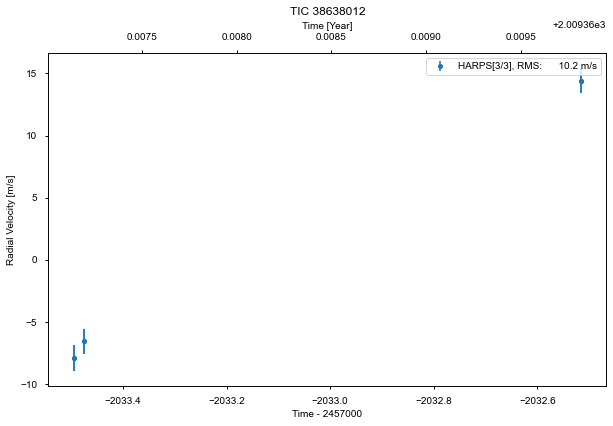 TIC 38638012
Time [Year]
+2.00936e3
0.0075 0.0080 0.0085 0.0090 0.0095
HARPS[3/3], RMS: 10.2 m/s
15
10
5
0
−5
−10
Radial Velocity [m/s]
−2033.4 −2033.2 −2033.0 −2032.8 −2032.6
Time - 2457000